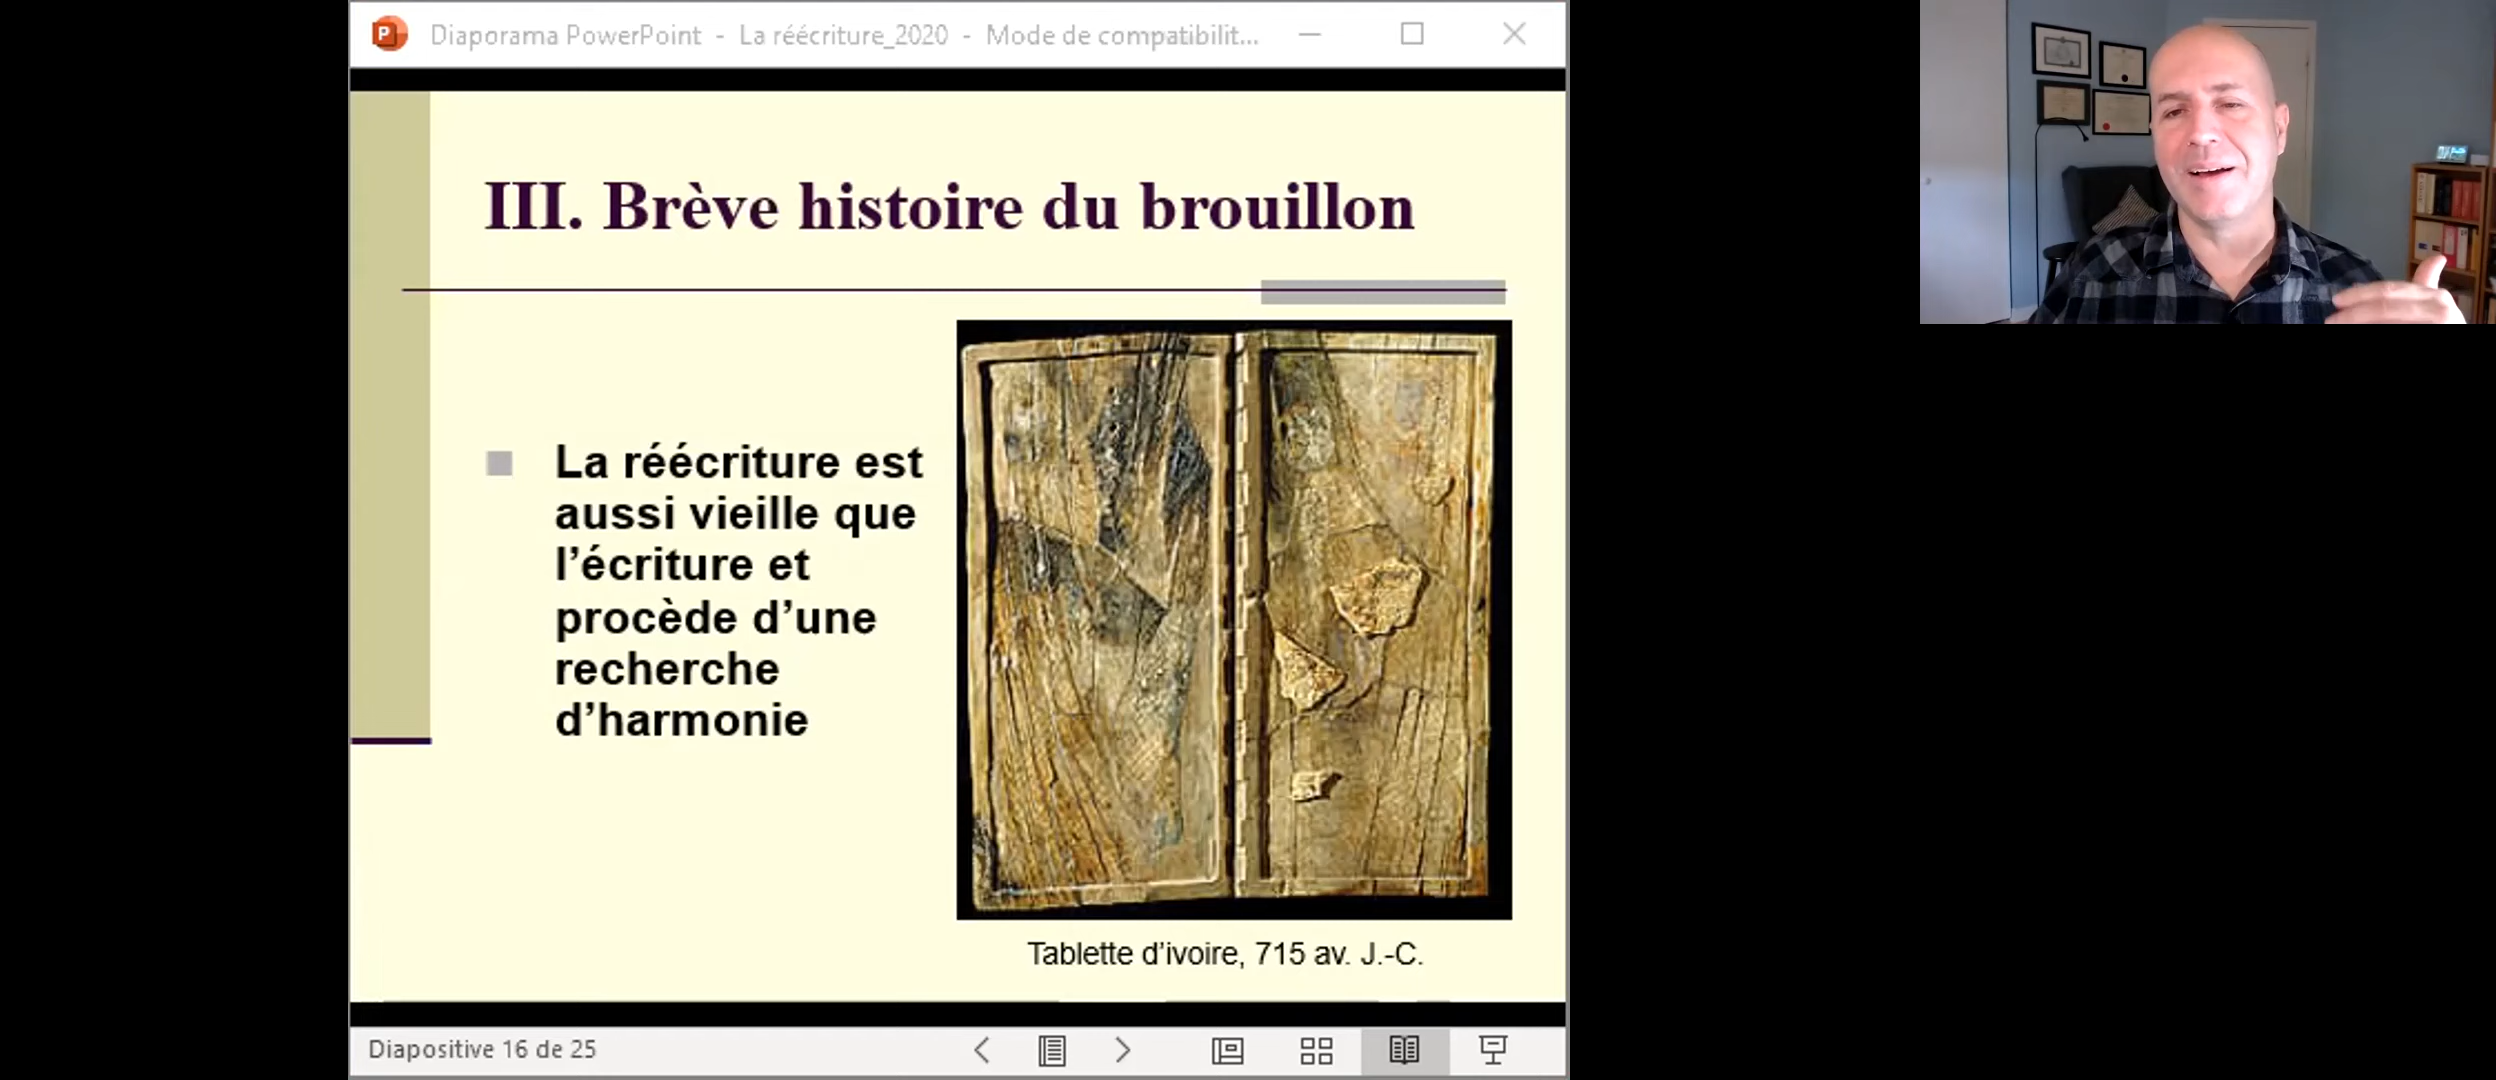 Diaporama PowerPoint - La réécriture_2020 - Mode de compatibilit...
III. Brève histoire du brouillon
La réécriture est
aussi vieille que
l’écriture et
procède d’une
recherche
d’harmonie
Tablette d’ivoire, 715 av. J.-C.
Diapositive 16 de 25